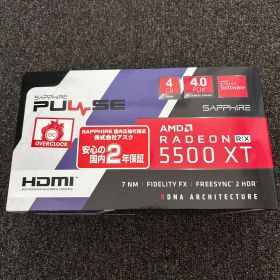 SAPPHIRE
PULSE
4
GB
4.0
PCIe
Software
SAPPHIRE
OC
OVERCLOCK
SAPPHIRE 国内正規代理店
株式会社アスク
安心の
国内2年保証
AMD
RADEON RX
5500 XT
HDMI
7 NM | FIDELITY FX | FREESYNC 2 HDR
RDNA ARCHITECTURE